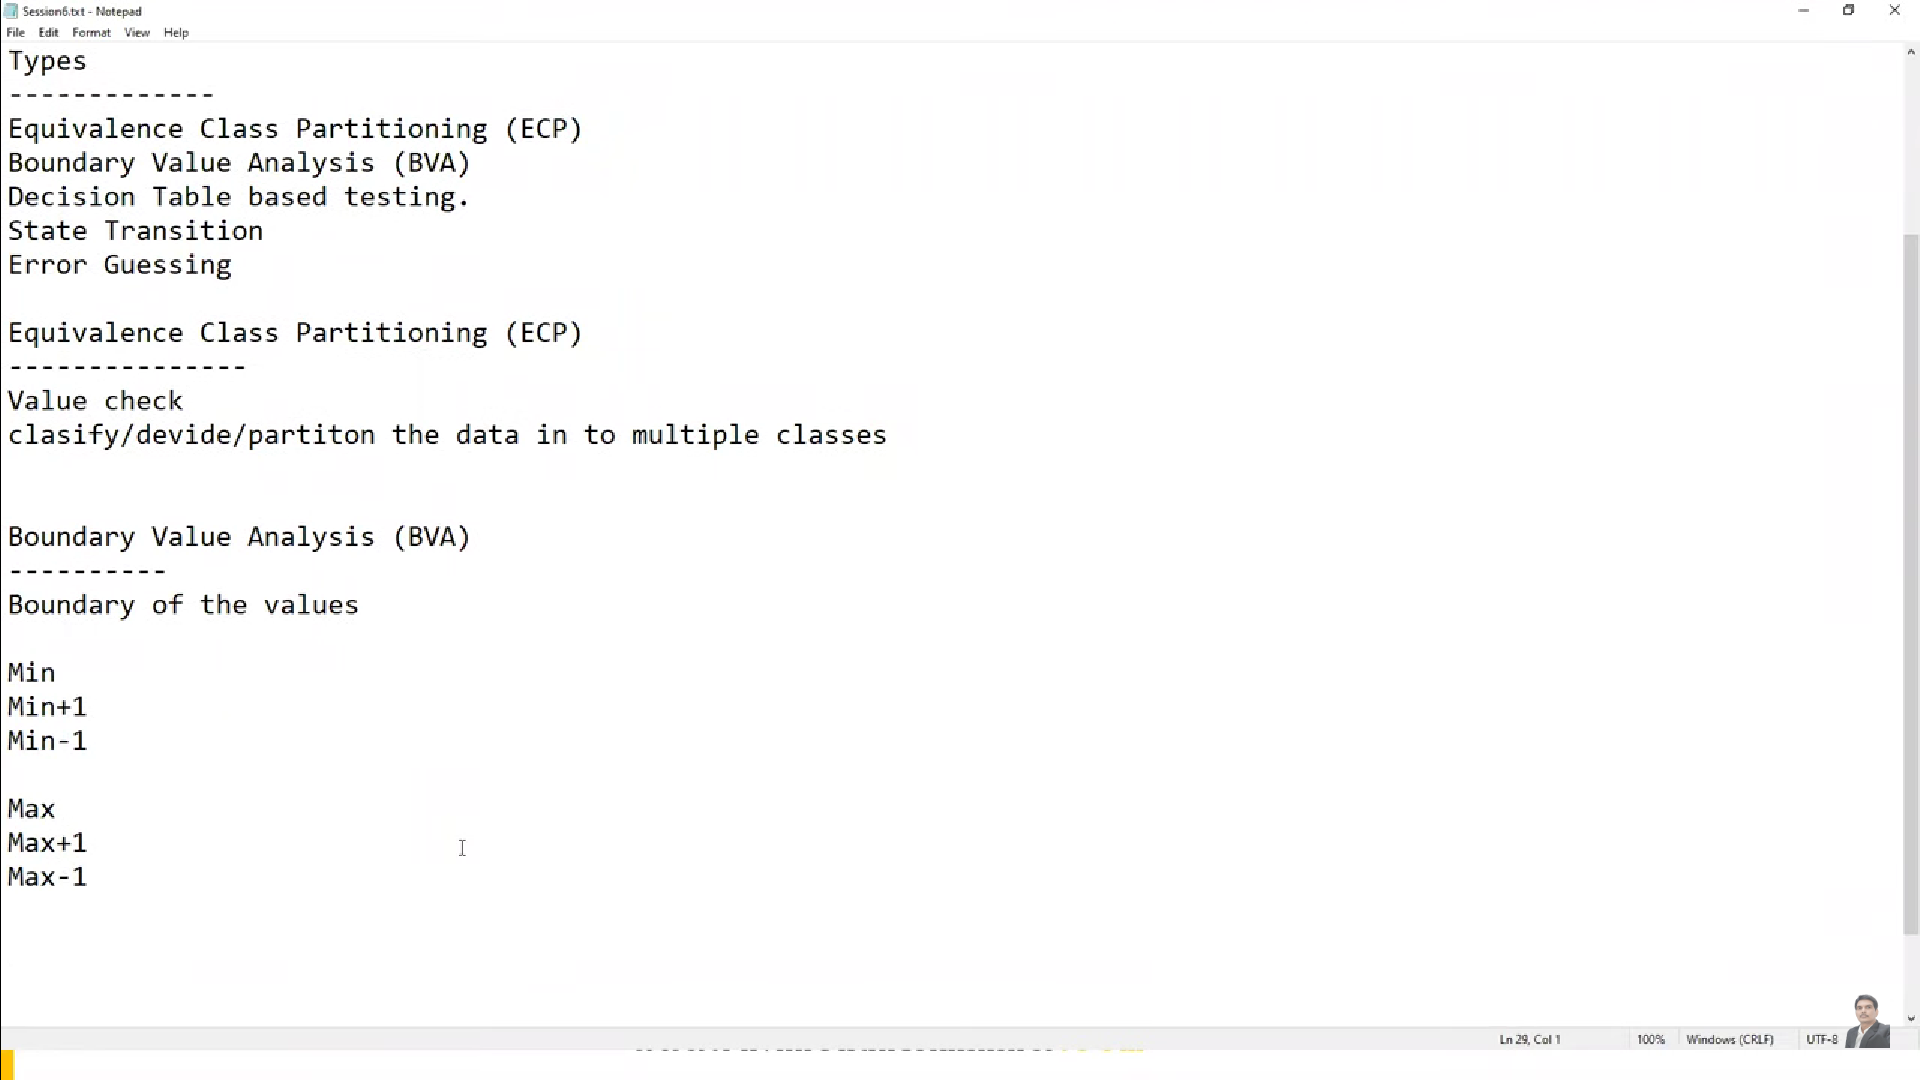 Session6.txt - Notepad
File Edit Format View Help
Types
-------------
Equivalence Class Partitioning (ECP)
Boundary Value Analysis (BVA)
Decision Table based testing.
State Transition
Error Guessing
Equivalence Class Partitioning (ECP)
---------------
Value check
clasify/devide/partiton the data in to multiple classes
Boundary Value Analysis (BVA)
----------
Boundary of the values
Min
Min+1
Min-1
Max
Max+1
Max-1
Ln 29, Col 1 100% Windows (CRLF) UTF-8